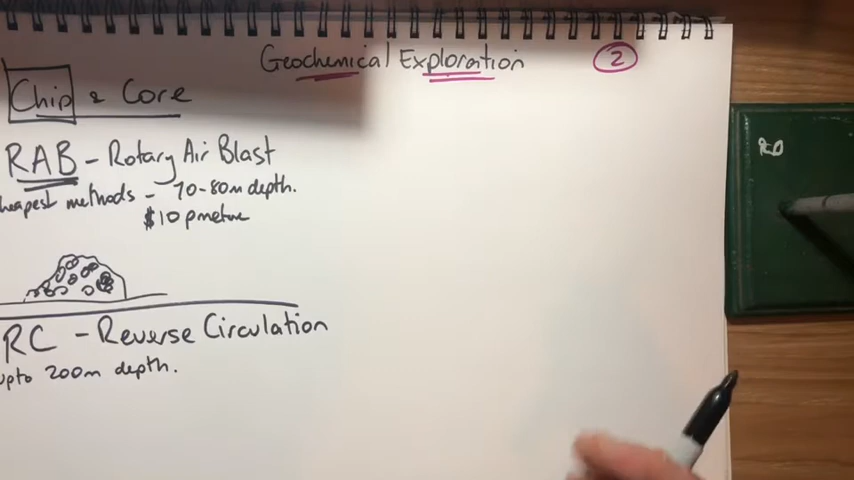 Geochemical Exploration 2
Chip & Core
RAB - Rotary Air Blast
heapest methods - 70-80m depth.
$10 pmetre
RC - Reverse Circulation
upto 200m depth.